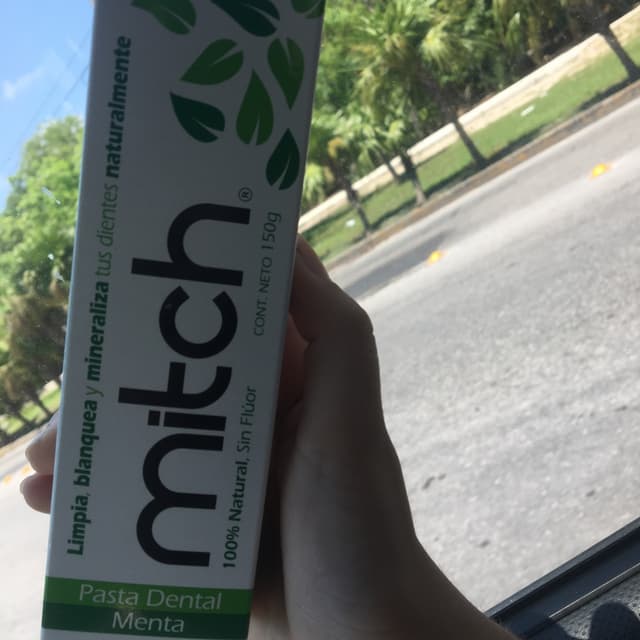 Limpia, blanquea y mineraliza tus dientes naturalmente
mitch®
CONT. NETO 150g
100% Natural, Sin Flúor
Pasta Dental
Menta